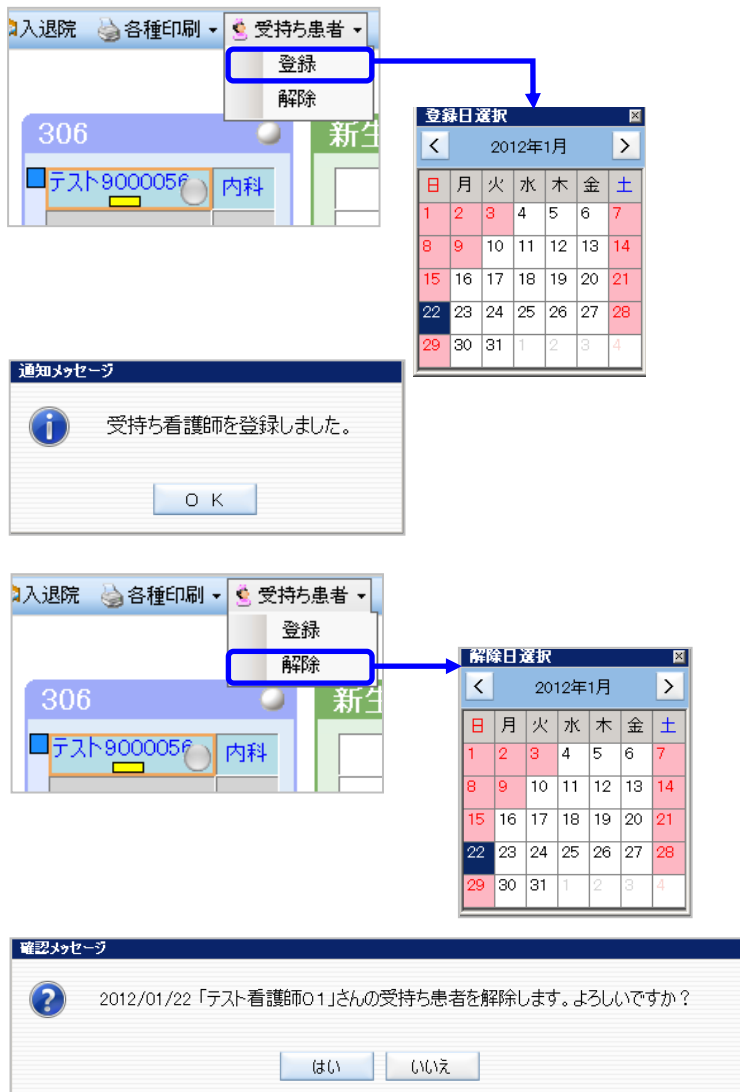 入退院 各種印刷 受持ち患者
登録
解除
306 新生
テスト9000056 内科
登録日選択
2012年1月
日 月 火 水 木 金 土
1 2 3 4 5 6 7
8 9 10 11 12 13 14
15 16 17 18 19 20 21
22 23 24 25 26 27 28
29 30 31 1 2 3 4
通知メッセージ
受持ち看護師を登録しました。
O K
入退院 各種印刷 受持ち患者
登録
解除
306 新生
テスト9000056 内科
解除日選択
2012年1月
日 月 火 水 木 金 土
1 2 3 4 5 6 7
8 9 10 11 12 13 14
15 16 17 18 19 20 21
22 23 24 25 26 27 28
29 30 31 1 2 3 4
確認メッセージ
2012/01/22 「テスト看護師01」さんの受持ち患者を解除します。よろしいですか？
はい いいえ